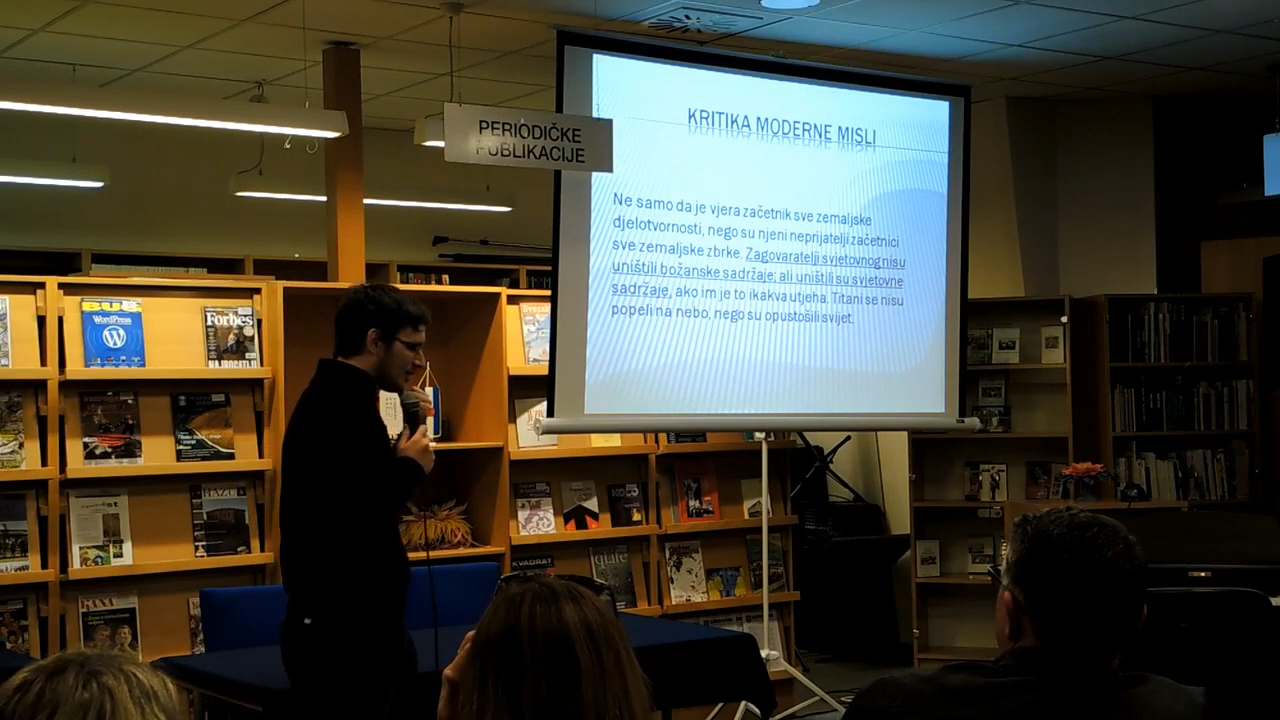 PERIODIČKE
PUBLIKACIJE
KRITIKA MODERNE MISLI
Ne samo da je vjera začetnik sve zemaljske
djelotvornosti, nego su njeni neprijatelji začetnici
sve zemaljske zbrke. Zagovaratelji svjetovnog nisu
uništili božanske sadržaje; ali uništili su svjetovne
sadržaje, ako im je to ikakva utjeha. Titani se nisu
popeli na nebo, nego su opustošili svijet.
BUG
WordPress
Forbes
KVADRAT